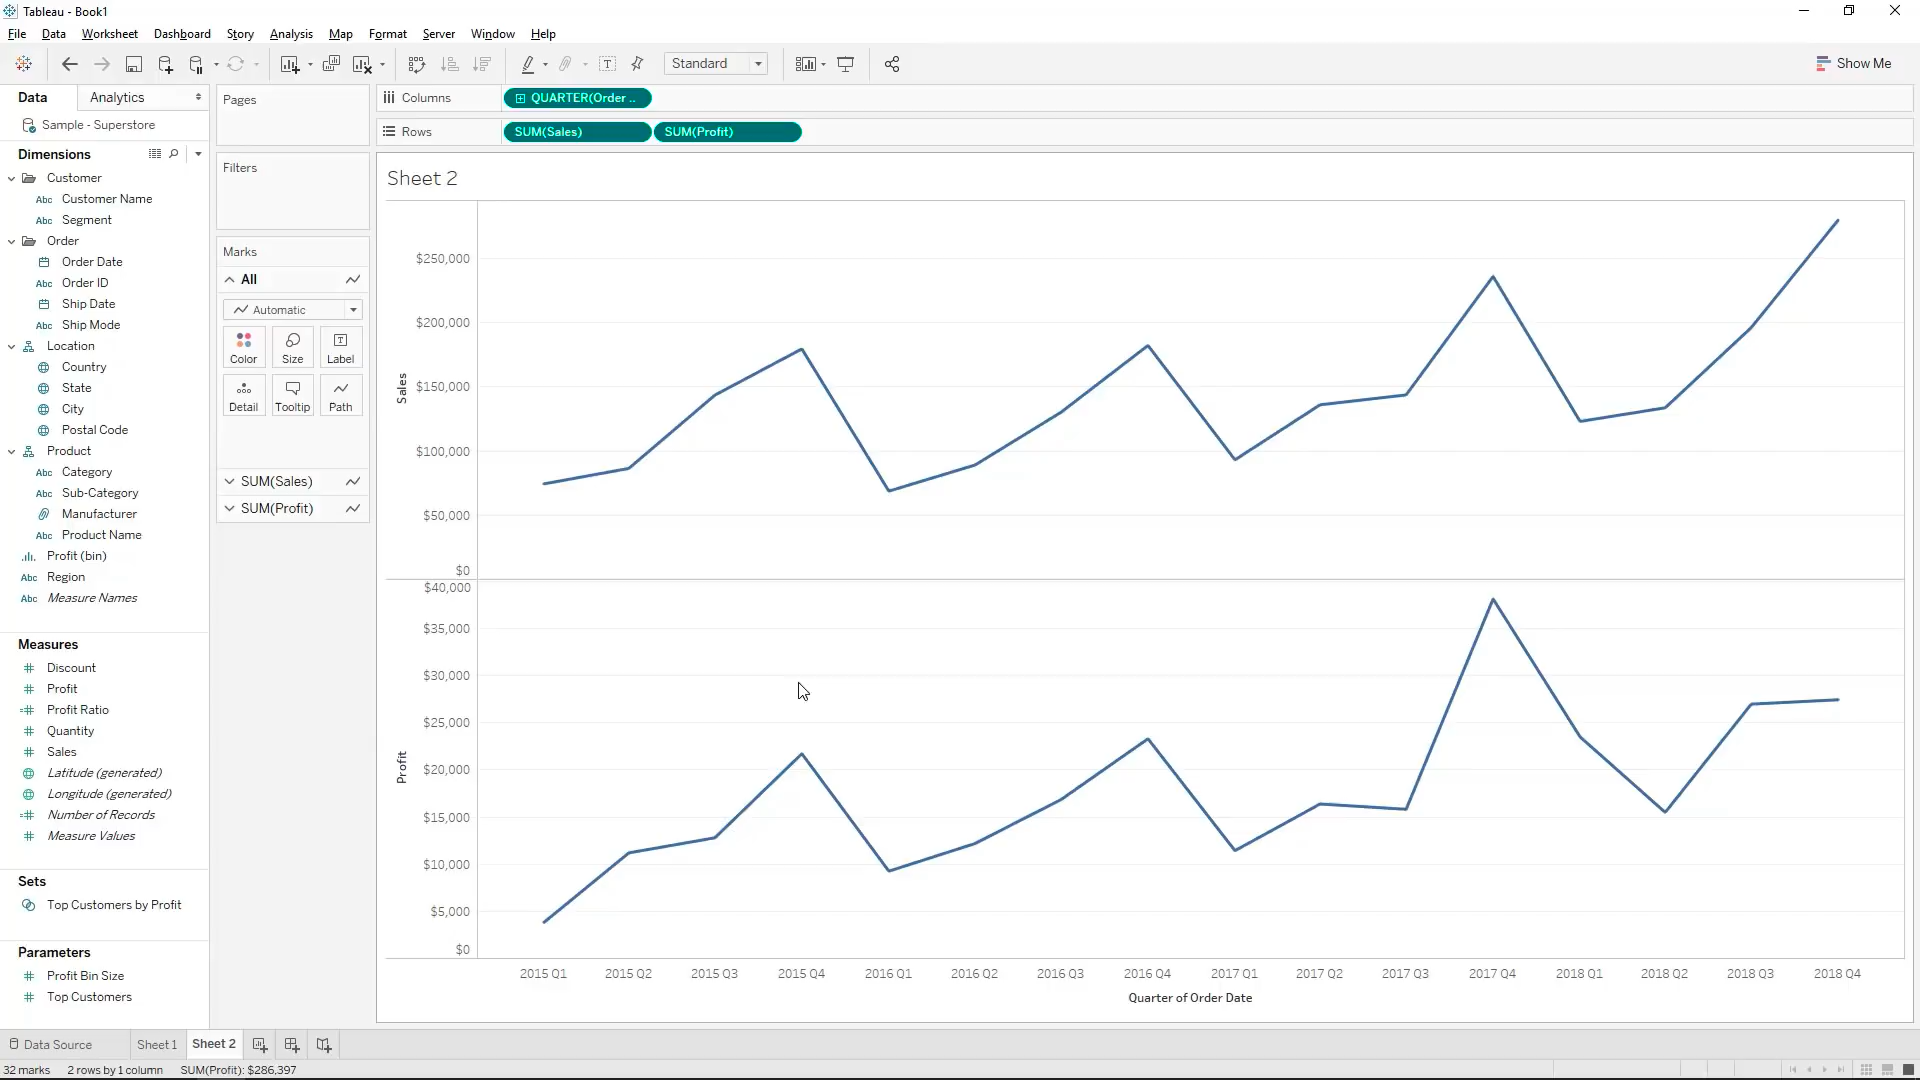 Tableau - Book1
File Data Worksheet Dashboard Story Analysis Map Format Server Window Help
Standard
Show Me
Data Analytics
Sample - Superstore
Dimensions
Customer
Abc Customer Name
Abc Segment
Order
Order Date
Abc Order ID
Ship Date
Abc Ship Mode
Location
Country
State
City
Postal Code
Product
Abc Category
Abc Sub-Category
Manufacturer
Abc Product Name
Profit (bin)
Abc Region
Abc Measure Names
Measures
# Discount
# Profit
=# Profit Ratio
# Quantity
# Sales
Latitude (generated)
Longitude (generated)
=# Number of Records
# Measure Values
Sets
Top Customers by Profit
Parameters
# Profit Bin Size
# Top Customers
Pages
Filters
Marks
All
Automatic
Color Size Label
Detail Tooltip Path
SUM(Sales)
SUM(Profit)
Columns QUARTER(Order ..
Rows SUM(Sales) SUM(Profit)
Sheet 2
Sales
$250,000
$200,000
$150,000
$100,000
$50,000
$0
Profit
$40,000
$35,000
$30,000
$25,000
$20,000
$15,000
$10,000
$5,000
$0
2015 Q1 2015 Q2 2015 Q3 2015 Q4 2016 Q1 2016 Q2 2016 Q3 2016 Q4 2017 Q1 2017 Q2 2017 Q3 2017 Q4 2018 Q1 2018 Q2 2018 Q3 2018 Q4
Quarter of Order Date
Data Source Sheet 1 Sheet 2
32 marks 2 rows by 1 column SUM(Profit): $286,397